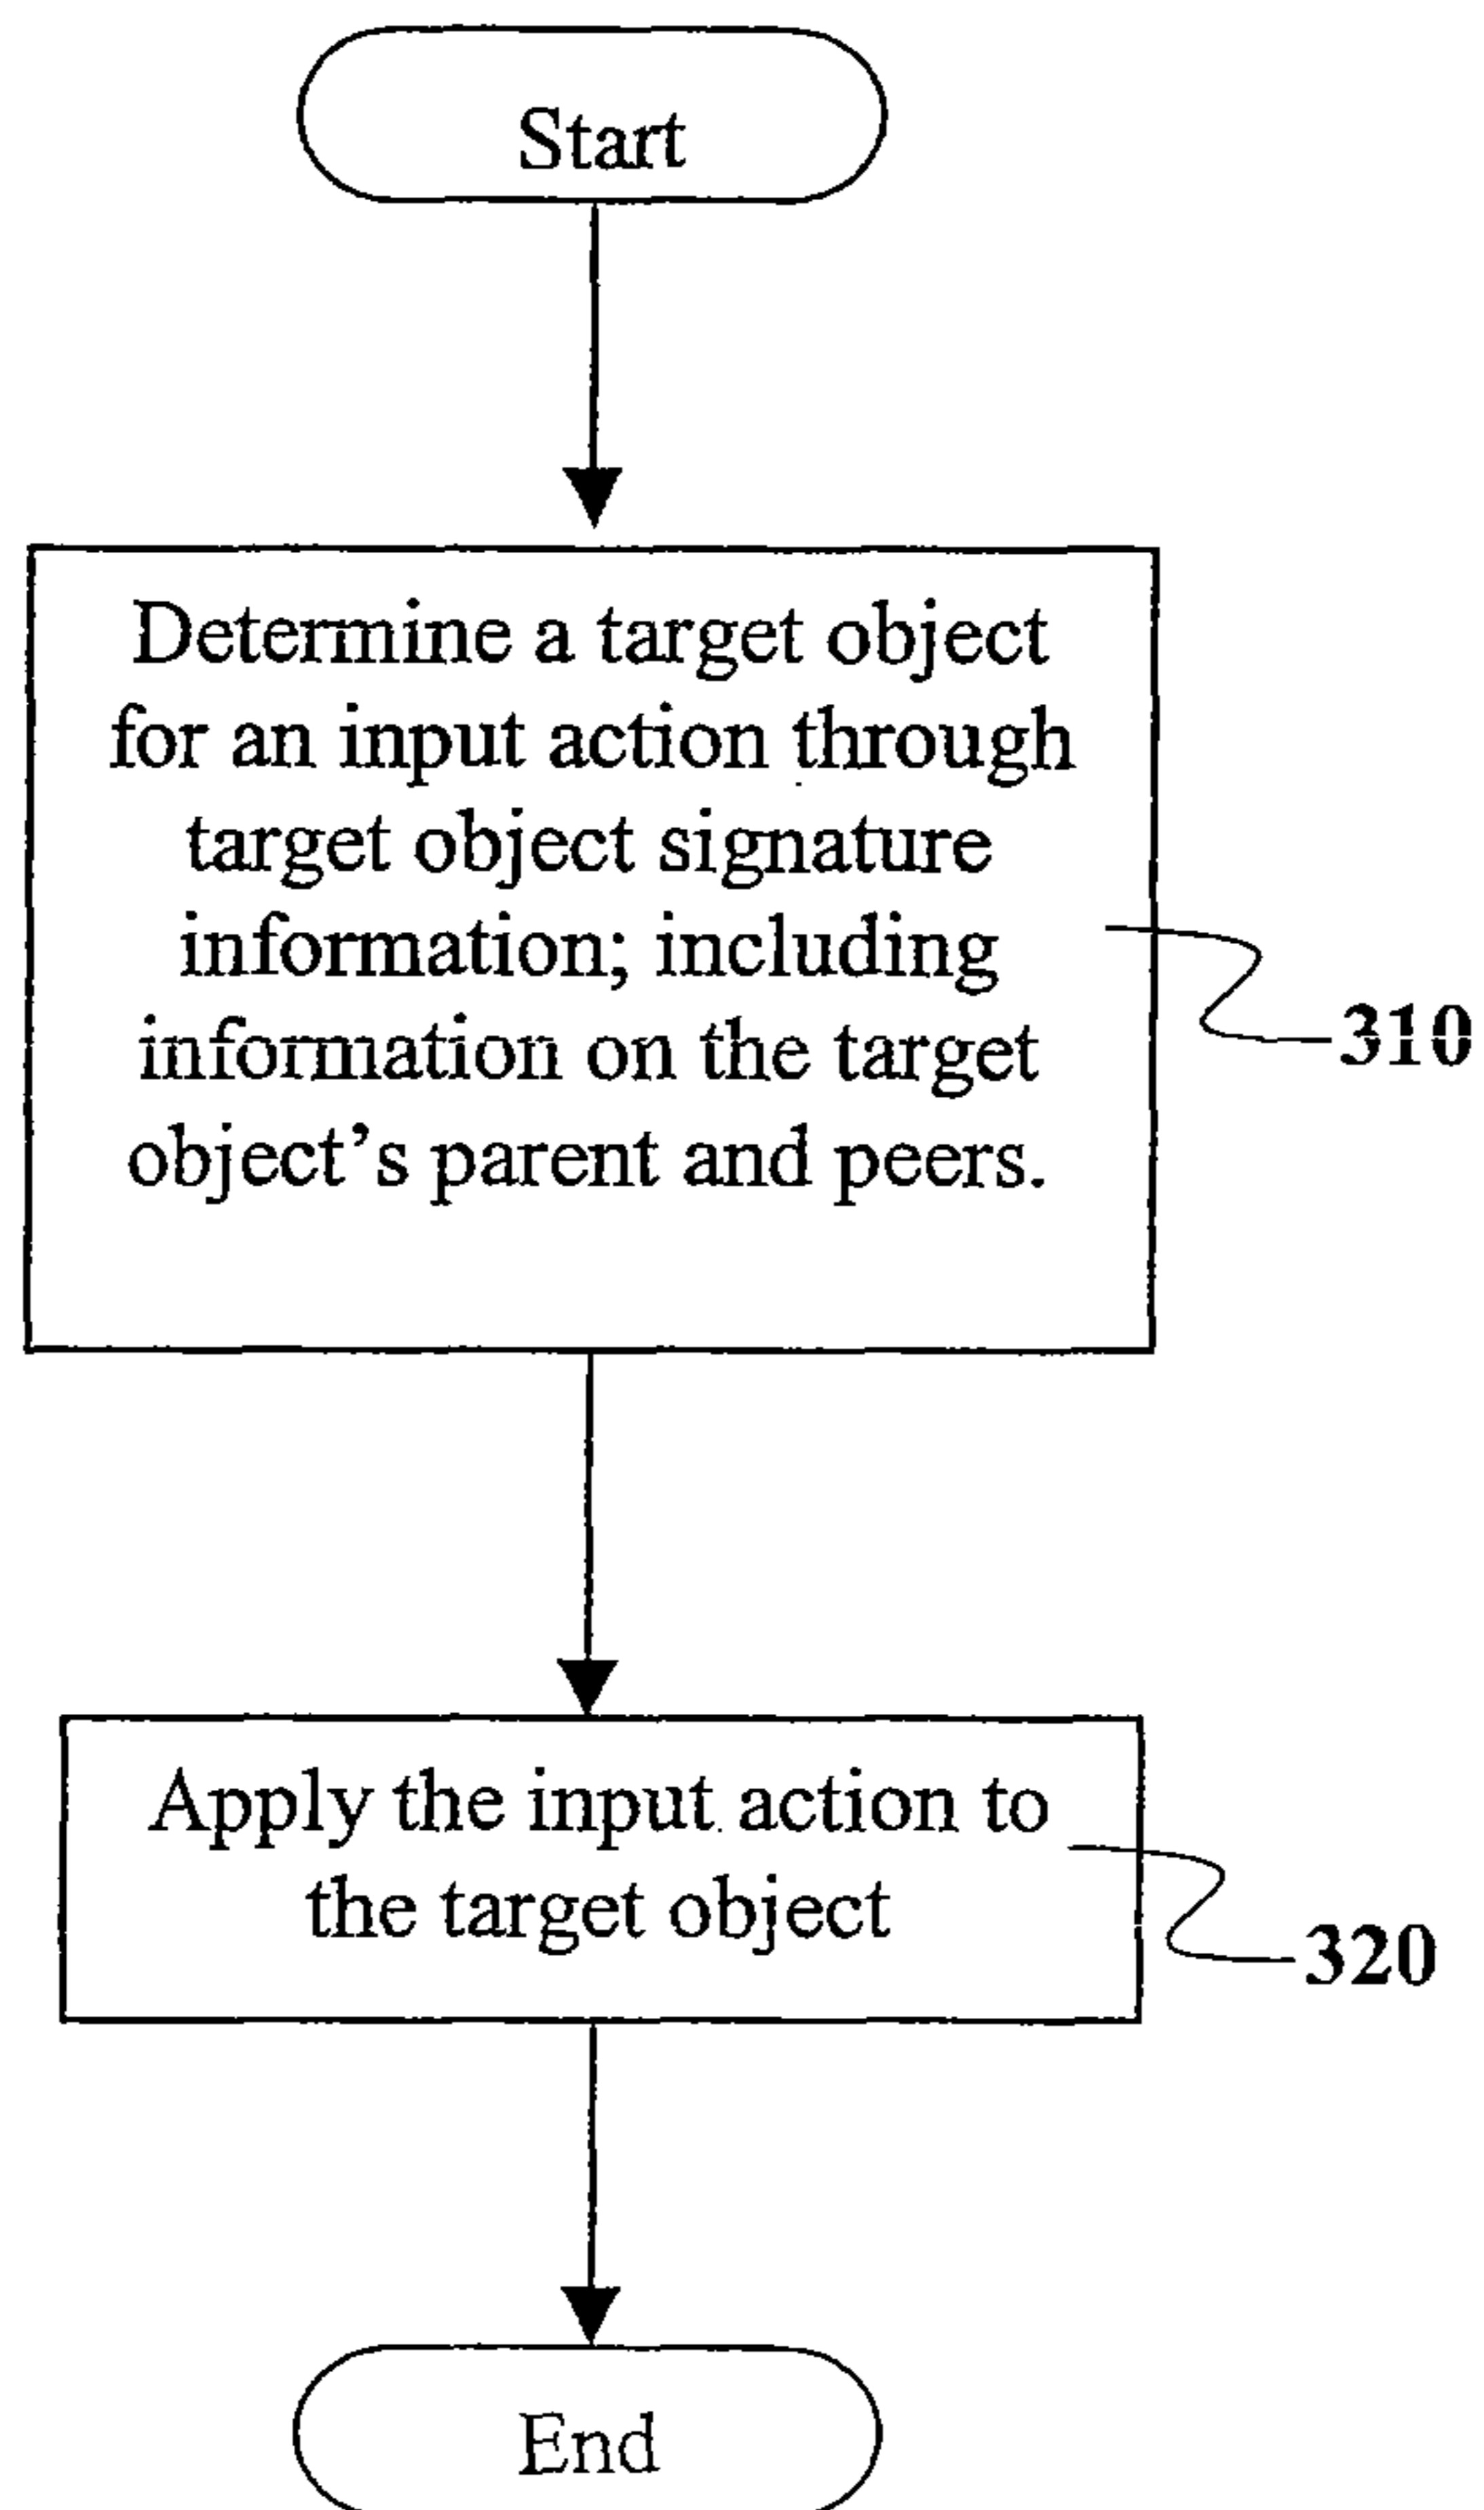 Start
Determine a target object
for an input action through
target object signature
information; including
information on the target
object's parent and peers.
310
Apply the input action to
the target object
320
End